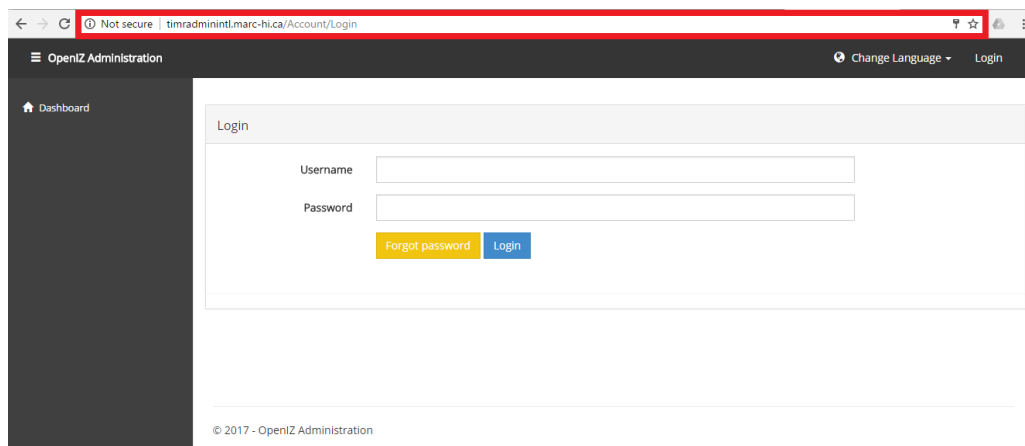 Not secure | timradminintl.marc-hi.ca/Account/Login
OpenIZ Administration Change Language Login
Dashboard
Login
Username
Password
Forgot password Login
© 2017 - OpenIZ Administration